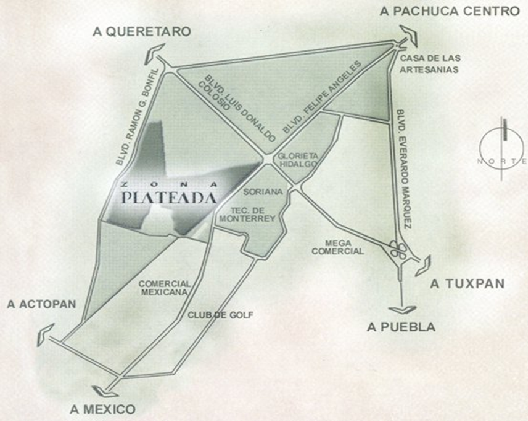 A PACHUCA CENTRO
A QUERETARO
CASA DE LAS
ARTESANIAS
BLVD. RAMON G. BONFIL
BLVD. LUIS DONALDO
COLOSIO
BLVD. FELIPE ANGELES
BLVD. EVERARDO MARQUEZ
NORTE
GLORIETA
HIDALGO
ZONA
PLATEADA
SORIANA
TEC. DE
MONTERREY
MEGA
COMERCIAL
COMERCIAL
MEXICANA
A TUXPAN
A ACTOPAN
CLUB DE GOLF
A PUEBLA
A MEXICO